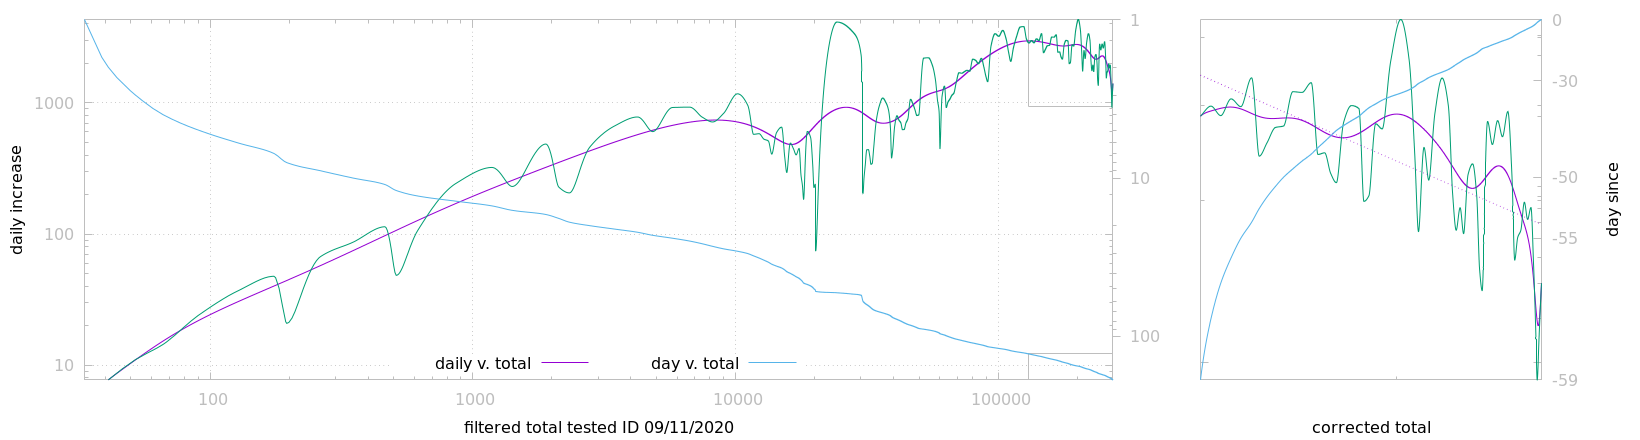 daily increase
1000
100
10
1
10
100
daily v. total
day v. total
100
1000
10000
100000
filtered total tested ID 09/11/2020
0
-30
-50
-55
-59
day since
corrected total